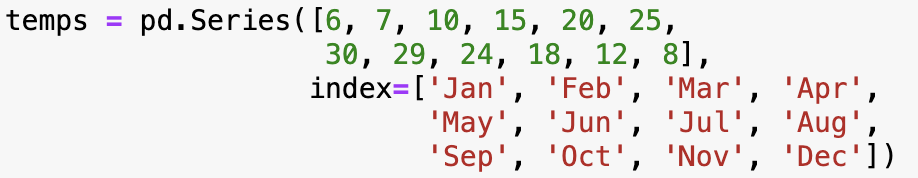 temps = pd.Series([6, 7, 10, 15, 20, 25,
                   30, 29, 24, 18, 12, 8],
                  index=['Jan', 'Feb', 'Mar', 'Apr',
                         'May', 'Jun', 'Jul', 'Aug',
                         'Sep', 'Oct', 'Nov', 'Dec'])